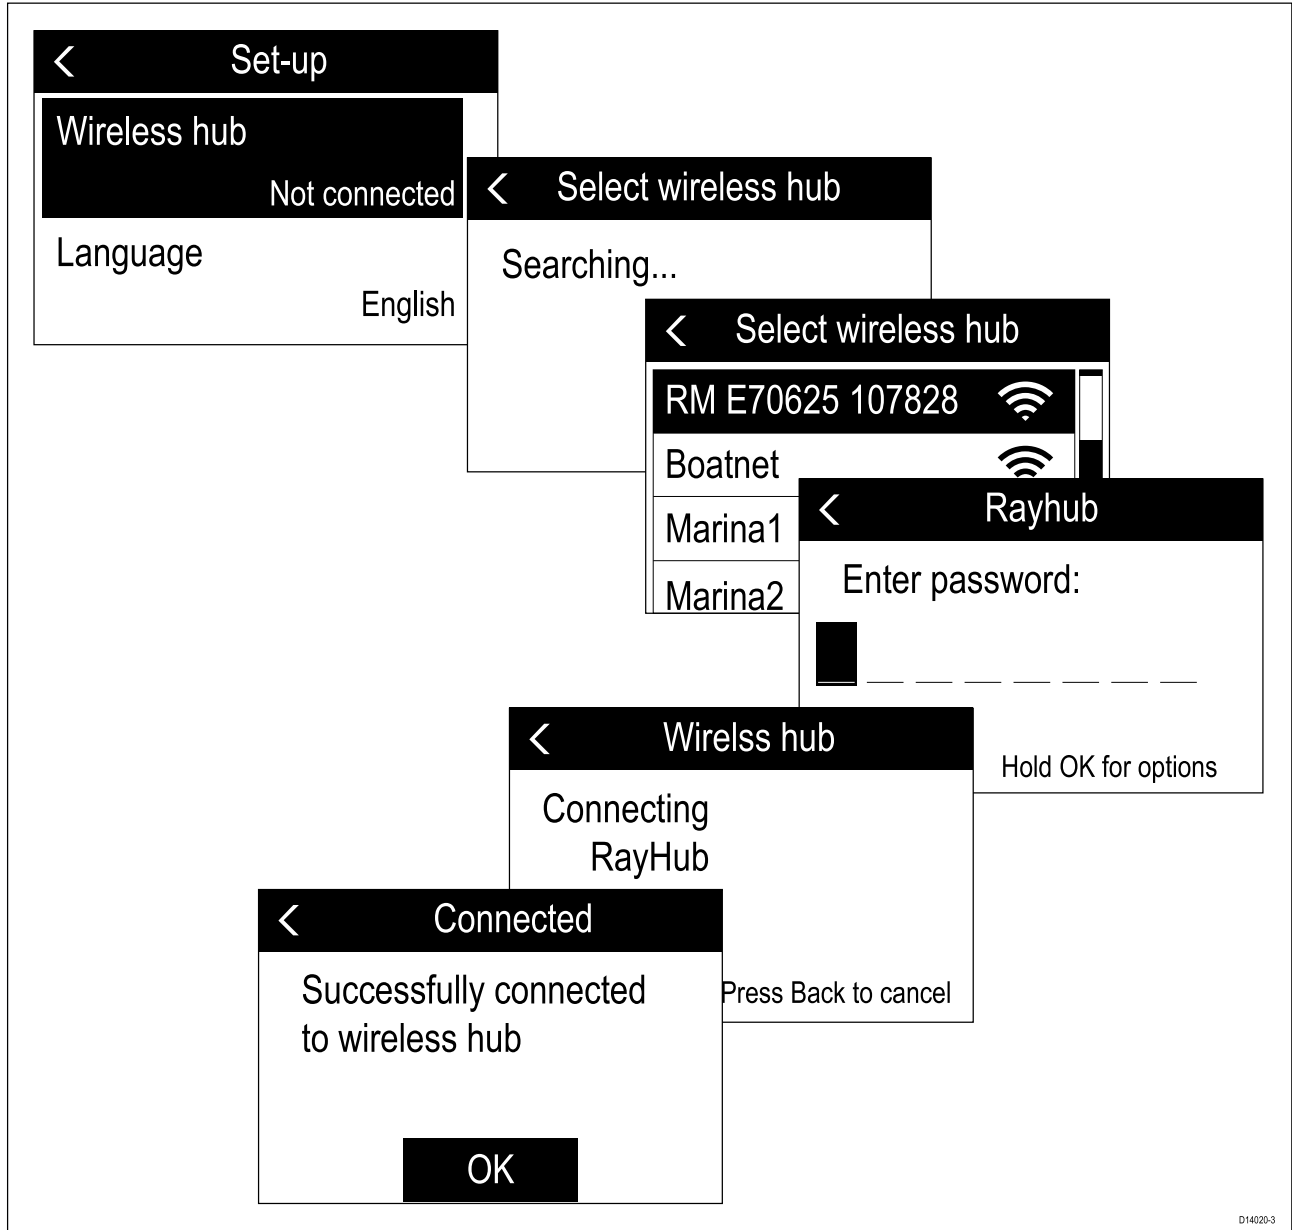 Set-up
Wireless hub
Not connected
Language
English
Select wireless hub
Searching...
Select wireless hub
RM E70625 107828
Boatnet
Marina1
Marina2
Rayhub
Enter password:
Hold OK for options
Wirelss hub
Connecting
RayHub
Press Back to cancel
Connected
Successfully connected
to wireless hub
OK
D14020-3